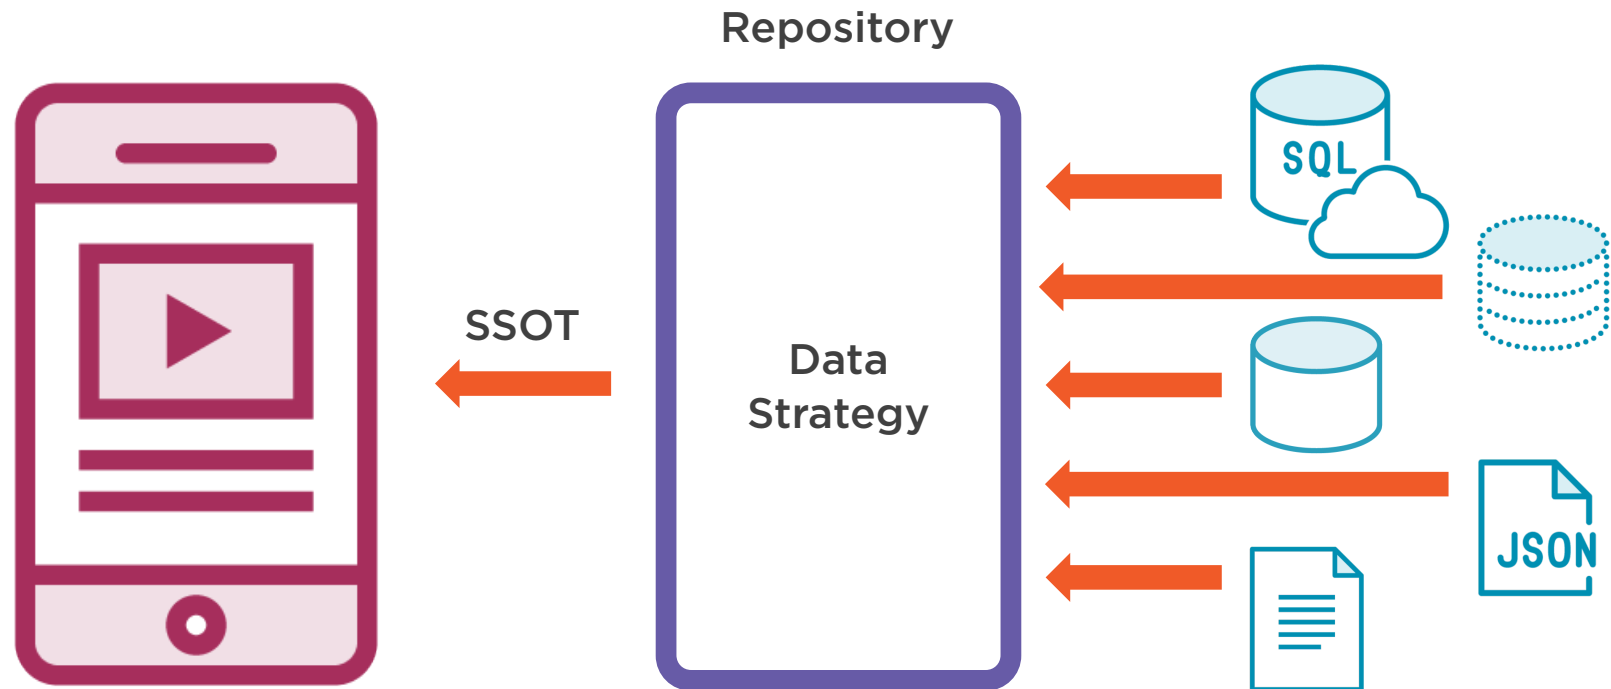 Repository
SQL
SSOT
Data
Strategy
JSON